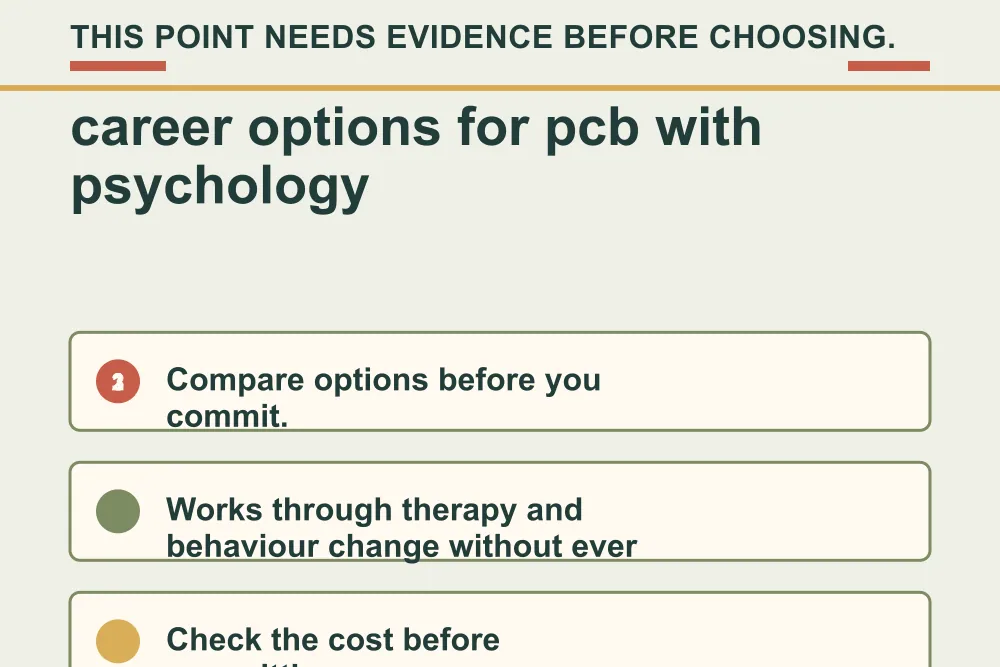 THIS POINT NEEDS EVIDENCE BEFORE CHOOSING.
career options for pcb with
psychology
Compare options before you
commit.
Works through therapy and
behaviour change without ever
Check the cost before